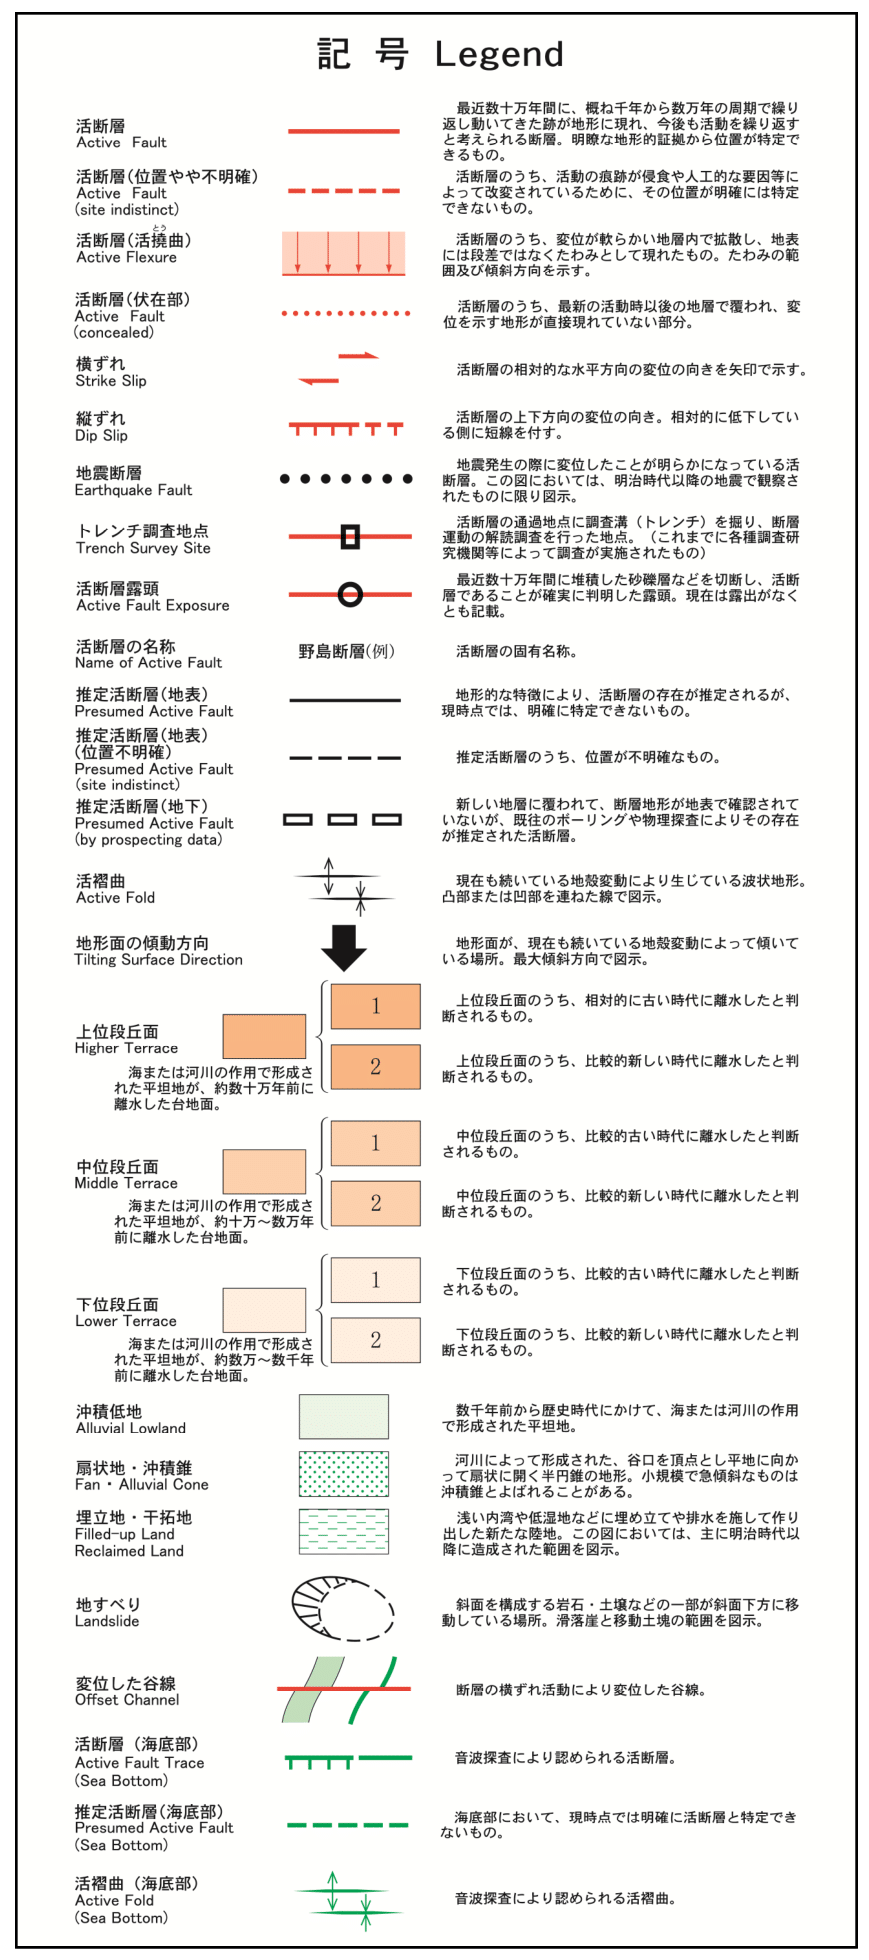 記 号 Legend
活断層
Active Fault
最近数十万年間に、概ね千年から数万年の周期で繰り
返し動いてきた跡が地形に現れ、今後も活動を繰り返す
と考えられる断層。明瞭な地形的証拠から位置が特定で
きるもの。
活断層(位置やや不明確)
Active Fault
(site indistinct)
活断層のうち、活動の痕跡が侵食や人工的な要因等に
よって改変されているために、その位置が明確には特定
できないもの。
とう
活断層(活撓曲)
Active Flexure
活断層のうち、変位が軟らかい地層内で拡散し、地表
には段差ではなくたわみとして現れたもの。たわみの範
囲及び傾斜方向を示す。
活断層(伏在部)
Active Fault
(concealed)
活断層のうち、最新の活動時以後の地層で覆われ、変
位を示す地形が直接現れていない部分。
横ずれ
Strike Slip
活断層の相対的な水平方向の変位の向きを矢印で示す。
縦ずれ
Dip Slip
活断層の上下方向の変位の向き。相対的に低下してい
る側に短線を付す。
地震断層
Earthquake Fault
地震発生の際に変位したことが明らかになっている活
断層。この図においては、明治時代以降の地震で観察さ
れたものに限り図示。
トレンチ調査地点
Trench Survey Site
活断層の通過地点に調査溝（トレンチ）を掘り、断層
運動の解読調査を行った地点。（これまでに各種調査研
究機関等によって調査が実施されたもの）
活断層露頭
Active Fault Exposure
最近数十万年間に堆積した砂礫層などを切断し、活断
層であることが確実に判明した露頭。現在は露出がなく
とも記載。
活断層の名称
Name of Active Fault
野島断層(例)
活断層の固有名称。
推定活断層(地表)
Presumed Active Fault
地形的な特徴により、活断層の存在が推定されるが、
現時点では、明確に特定できないもの。
推定活断層(地表)
(位置不明確)
Presumed Active Fault
(site indistinct)
推定活断層のうち、位置が不明確なもの。
推定活断層(地下)
Presumed Active Fault
(by prospecting data)
新しい地層に覆われて、断層地形が地表で確認されて
いないが、既往のボーリングや物理探査によりその存在
が推定された活断層。
活褶曲
Active Fold
現在も続いている地殻変動により生じている波状地形。
凸部または凹部を連ねた線で図示。
地形面の傾動方向
Tilting Surface Direction
地形面が、現在も続いている地殻変動によって傾いて
いる場所。最大傾斜方向で図示。
上位段丘面
Higher Terrace
海または河川の作用で形成さ
れた平坦地が、約数十万年前に
離水した台地面。
1
上位段丘面のうち、相対的に古い時代に離水したと判
断されるもの。
2
上位段丘面のうち、比較的新しい時代に離水したと判
断されるもの。
中位段丘面
Middle Terrace
海または河川の作用で形成さ
れた平坦地が、約十万～数万年
前に離水した台地面。
1
中位段丘面のうち、比較的古い時代に離水したと判断
されるもの。
2
中位段丘面のうち、比較的新しい時代に離水したと判
断されるもの。
下位段丘面
Lower Terrace
海または河川の作用で形成さ
れた平坦地が、約数万～数千年
前に離水した台地面。
1
下位段丘面のうち、比較的古い時代に離水したと判断
されるもの。
2
下位段丘面のうち、比較的新しい時代に離水したと判
断されるもの。
沖積低地
Alluvial Lowland
数千年前から歴史時代にかけて、海または河川の作用
で形成された平坦地。
扇状地・沖積錐
Fan・Alluvial Cone
河川によって形成された、谷口を頂点とし平地に向か
って扇状に開く半円錐の地形。小規模で急傾斜なものは
沖積錐とよばれることがある。
埋立地・干拓地
Filled-up Land
Reclaimed Land
浅い内湾や低湿地などに埋め立てや排水を施して作り
出した新たな陸地。この図においては、主に明治時代以
降に造成された範囲を図示。
地すべり
Landslide
斜面を構成する岩石・土壌などの一部が斜面下方に移
動している場所。滑落崖と移動土塊の範囲を図示。
変位した谷線
Offset Channel
断層の横ずれ活動により変位した谷線。
活断層（海底部）
Active Fault Trace
(Sea Bottom)
音波探査により認められる活断層。
推定活断層(海底部)
Presumed Active Fault
(Sea Bottom)
海底部において、現時点では明確に活断層と特定でき
ないもの。
活褶曲（海底部）
Active Fold
(Sea Bottom)
音波探査により認められる活褶曲。